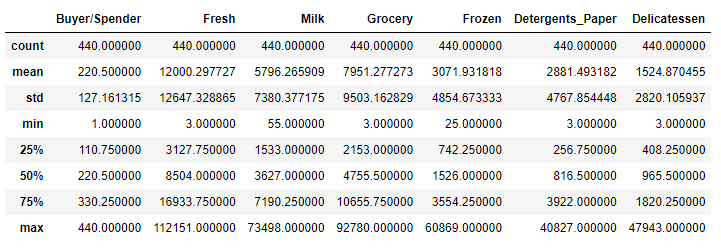 Buyer/Spender Fresh Milk Grocery Frozen Detergents_Paper Delicatessen
count 440.000000 440.000000 440.000000 440.000000 440.000000 440.000000 440.000000
mean 220.500000 12000.297727 5796.265909 7951.277273 3071.931818 2881.493182 1524.870455
std 127.161315 12647.328865 7380.377175 9503.162829 4854.673333 4767.854448 2820.105937
min 1.000000 3.000000 55.000000 3.000000 25.000000 3.000000 3.000000
25% 110.750000 3127.750000 1533.000000 2153.000000 742.250000 256.750000 408.250000
50% 220.500000 8504.000000 3627.000000 4755.500000 1526.000000 816.500000 965.500000
75% 330.250000 16933.750000 7190.250000 10655.750000 3554.250000 3922.000000 1820.250000
max 440.000000 112151.000000 73498.000000 92780.000000 60869.000000 40827.000000 47943.000000